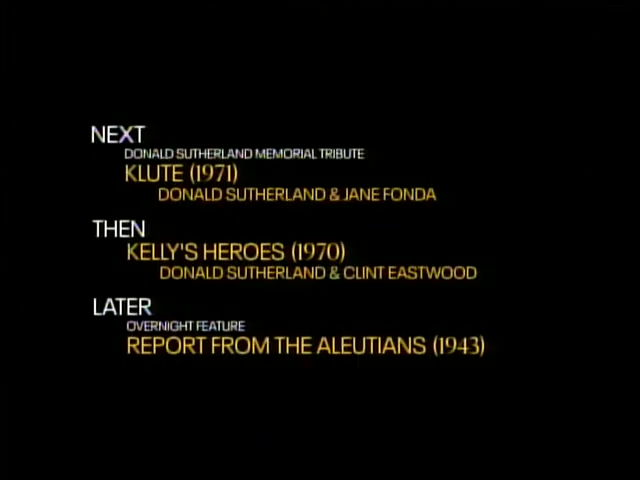 NEXT
DONALD SUTHERLAND MEMORIAL TRIBUTE
KLUTE (1971)
DONALD SUTHERLAND & JANE FONDA
THEN
KELLY'S HEROES (1970)
DONALD SUTHERLAND & CLINT EASTWOOD
LATER
OVERNIGHT FEATURE
REPORT FROM THE ALEUTIANS (1943)